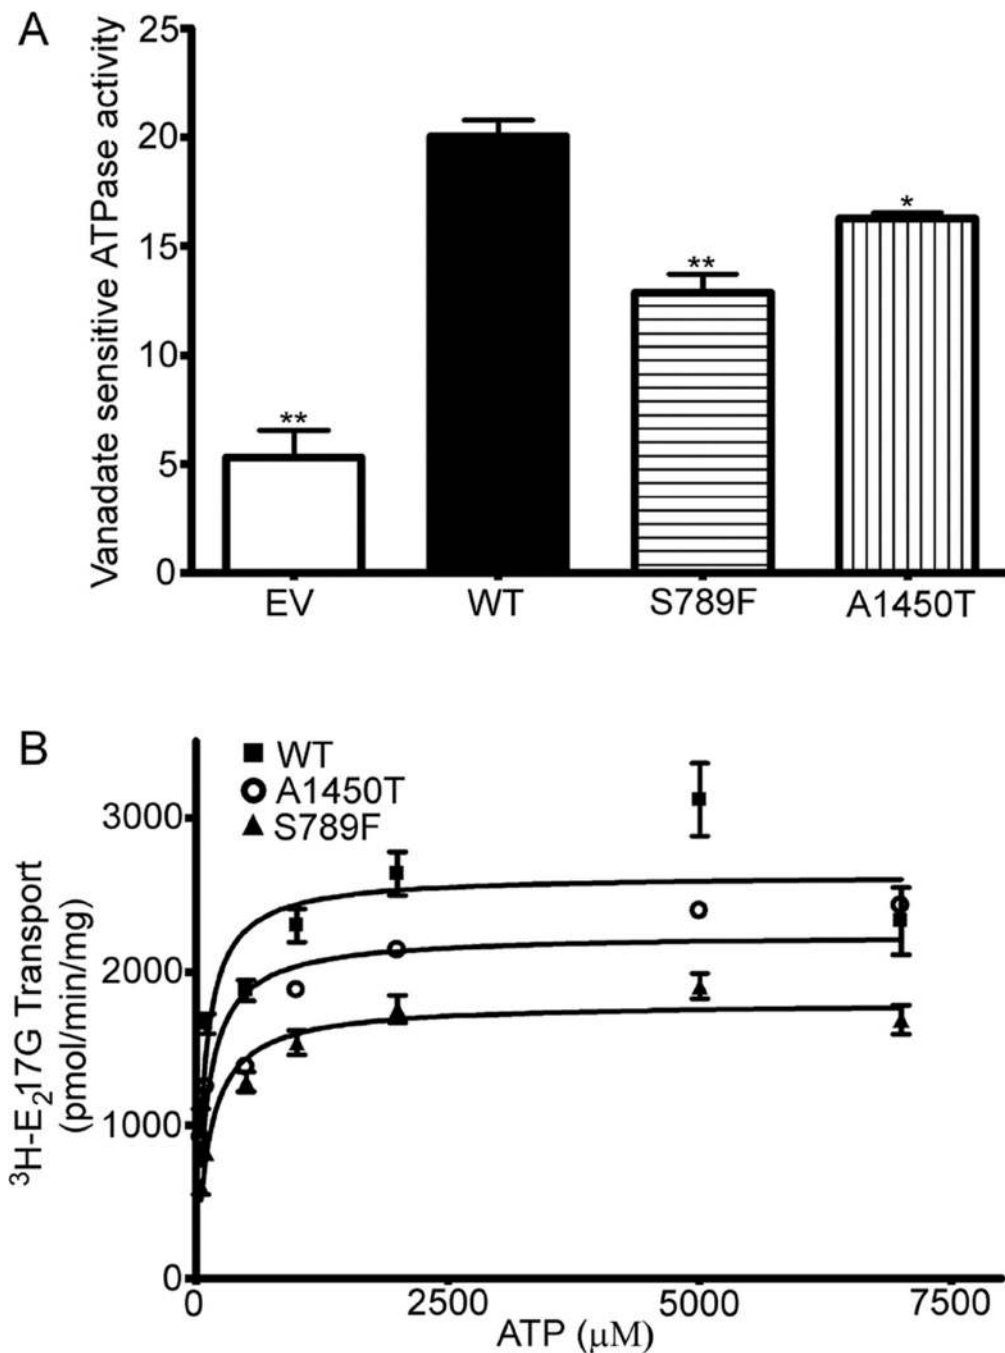 A
Vanadate sensitive ATPase activity
25
20
15
10
5
0
**
**
*
EV WT S789F A1450T
B
WT
A1450T
S789F
³H-E₂17G Transport
(pmol/min/mg)
3000
2000
1000
0
0 2500 5000 7500
ATP (μM)